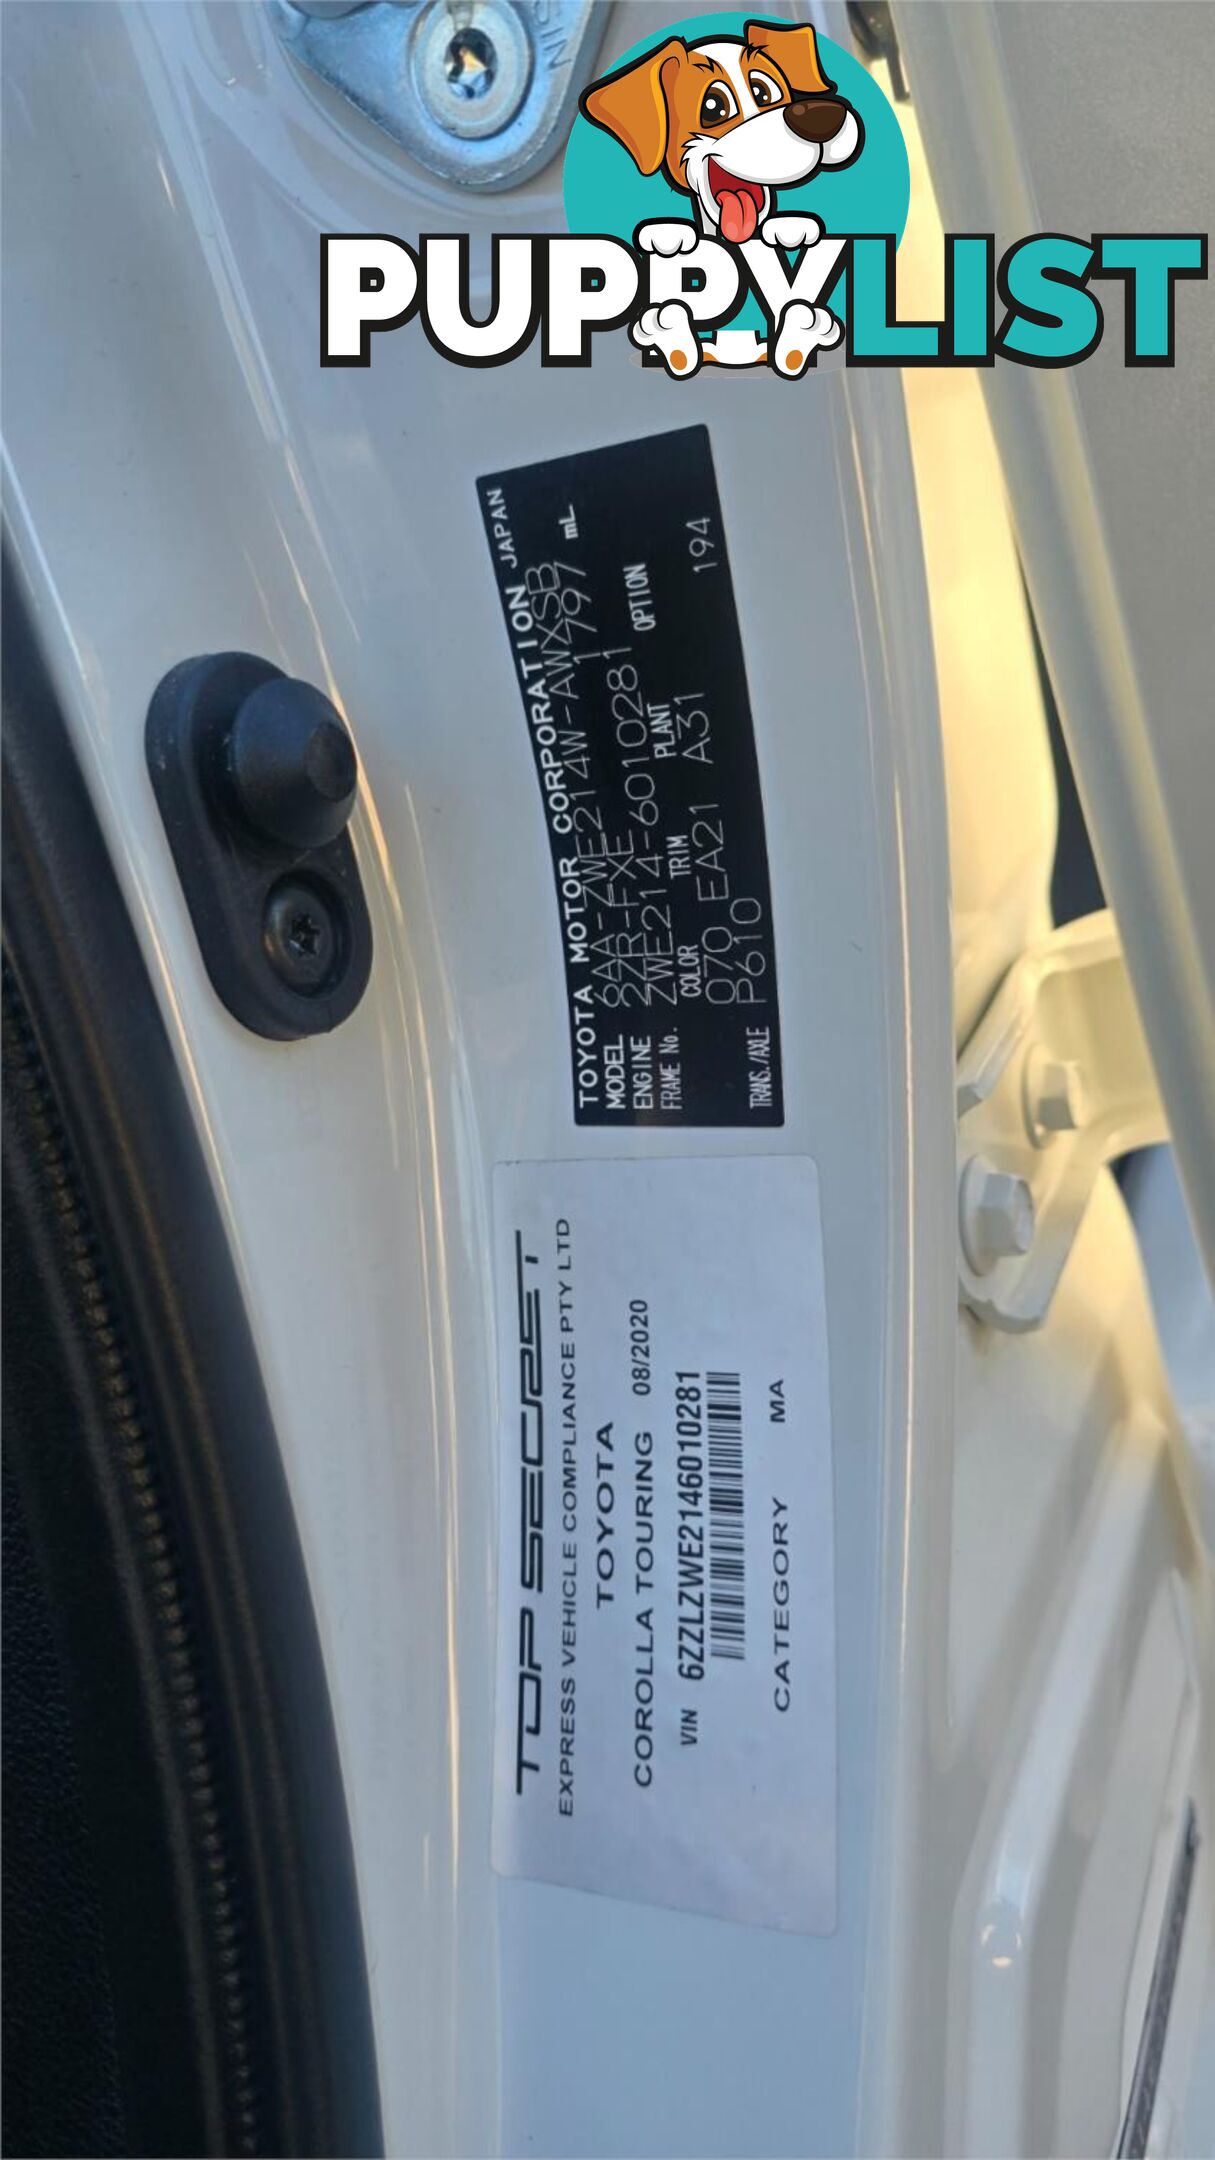 PUPPYLIST
TOYOTA MOTOR CORPORATION JAPAN
MODEL 6AA-ZWE214W-AWXSB
ENGINE 2ZR-FXE 1797 mL
FRAME No. ZWE214-6010281
COLOR TRIM PLANT OPTION
070 EA21 A31 194
TRANS./AXLE P610
TOP SECRET
EXPRESS VEHICLE COMPLIANCE PTY LTD
TOYOTA
COROLLA TOURING 08/2020
VIN 6ZZLZWE2146010281
CATEGORY MA